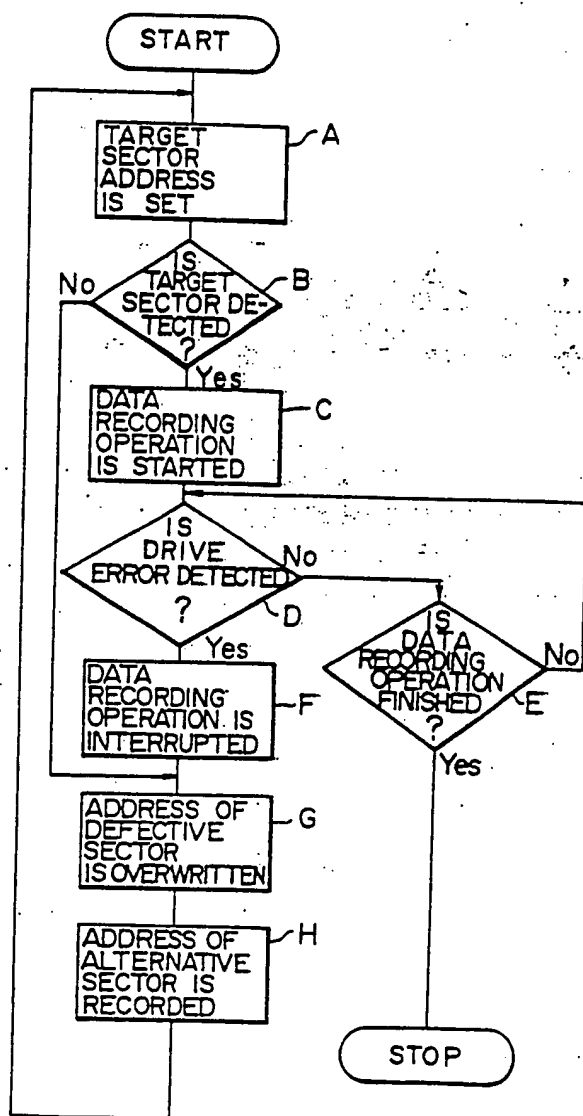 START
TARGET
SECTOR
ADDRESS
IS SET
A
IS
TARGET
SECTOR DE-
TECTED
?
B
No
Yes
DATA
RECORDING
OPERATION
IS STARTED
C
IS
DRIVE
ERROR DETECTED
?
No
D
Yes
IS
DATA
RECORDING
OPERATION
FINISHED
?
No
E
Yes
DATA
RECORDING
OPERATION IS
INTERRUPTED
F
ADDRESS OF
DEFECTIVE
SECTOR
IS OVERWRITTEN
G
ADDRESS OF
ALTERNATIVE
SECTOR IS
RECORDED
H
STOP